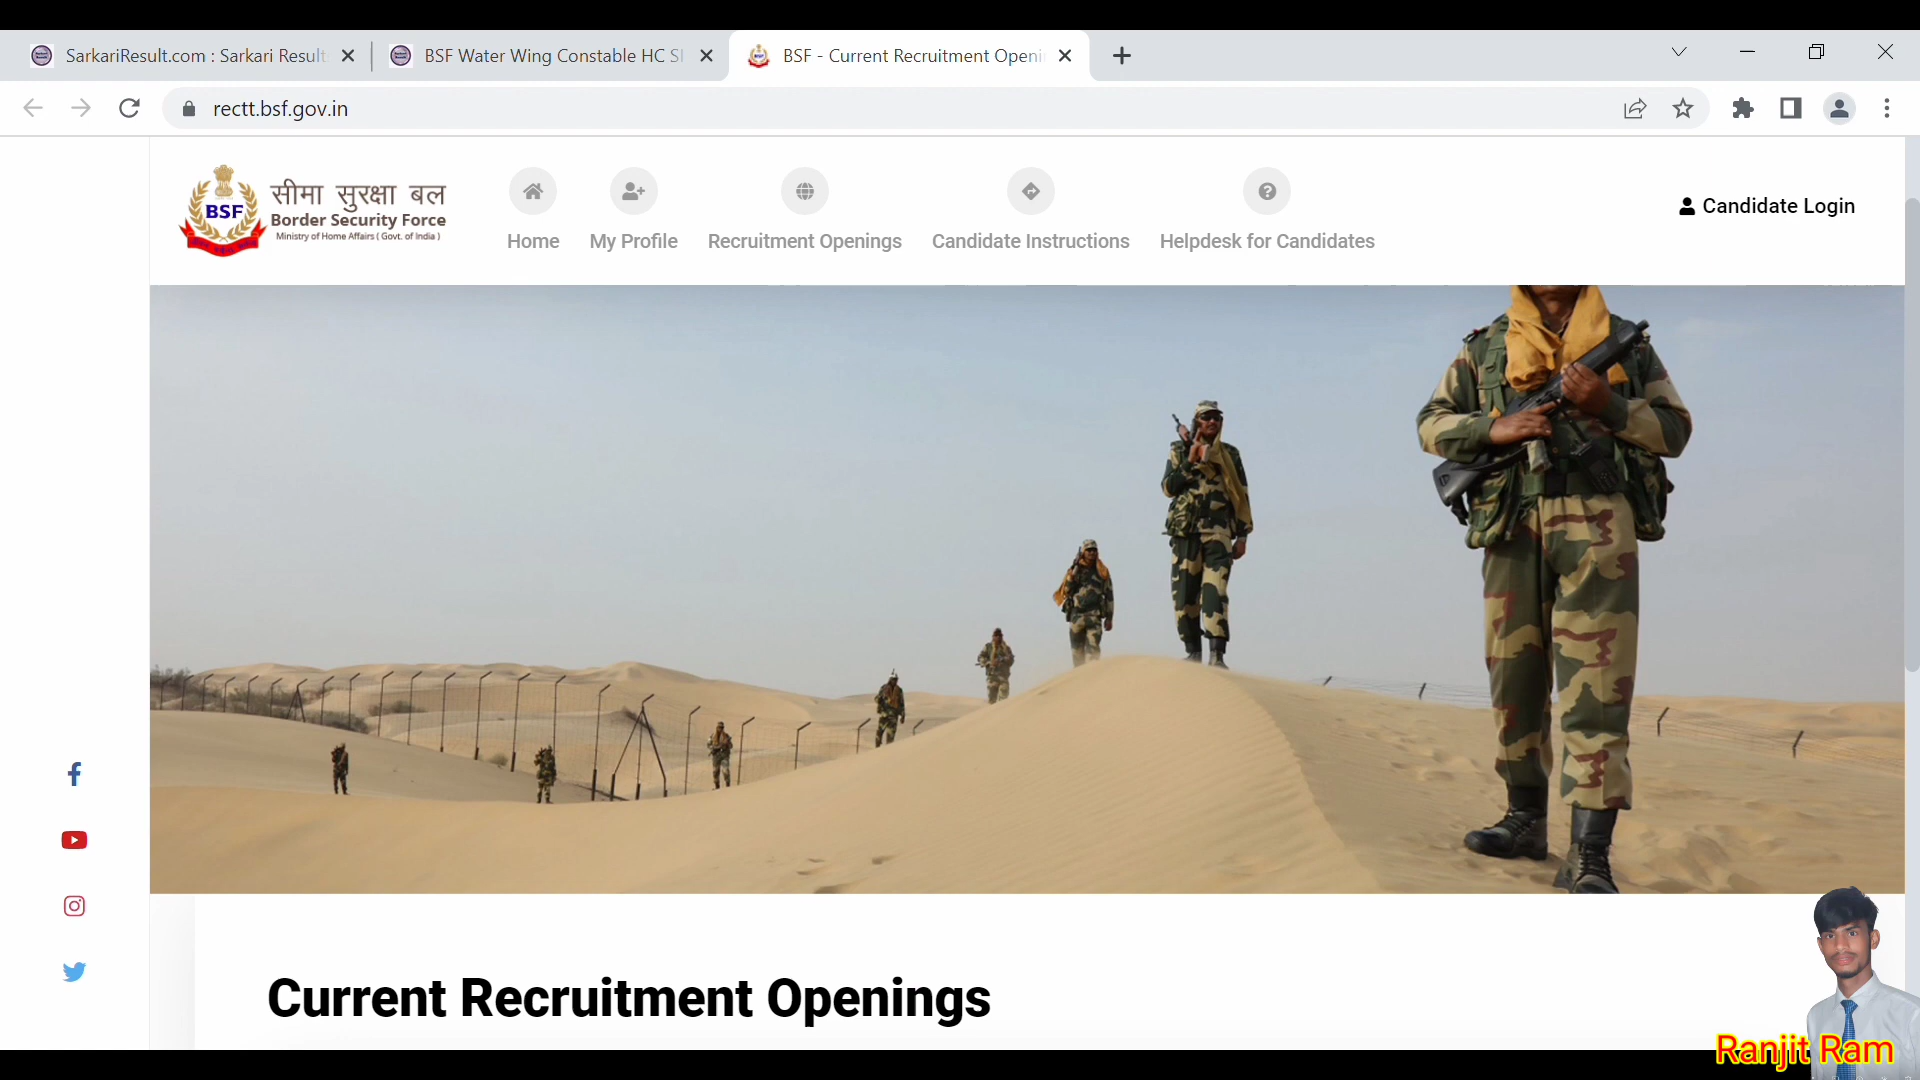 SarkariResult.com : Sarkari Result
BSF Water Wing Constable HC SI
BSF - Current Recruitment Openi
rectt.bsf.gov.in
BSF
सीमा सुरक्षा बल
Border Security Force
Ministry of Home Affairs ( Govt. of India )
Home
My Profile
Recruitment Openings
Candidate Instructions
Helpdesk for Candidates
Candidate Login
Current Recruitment Openings
Ranjit Ram